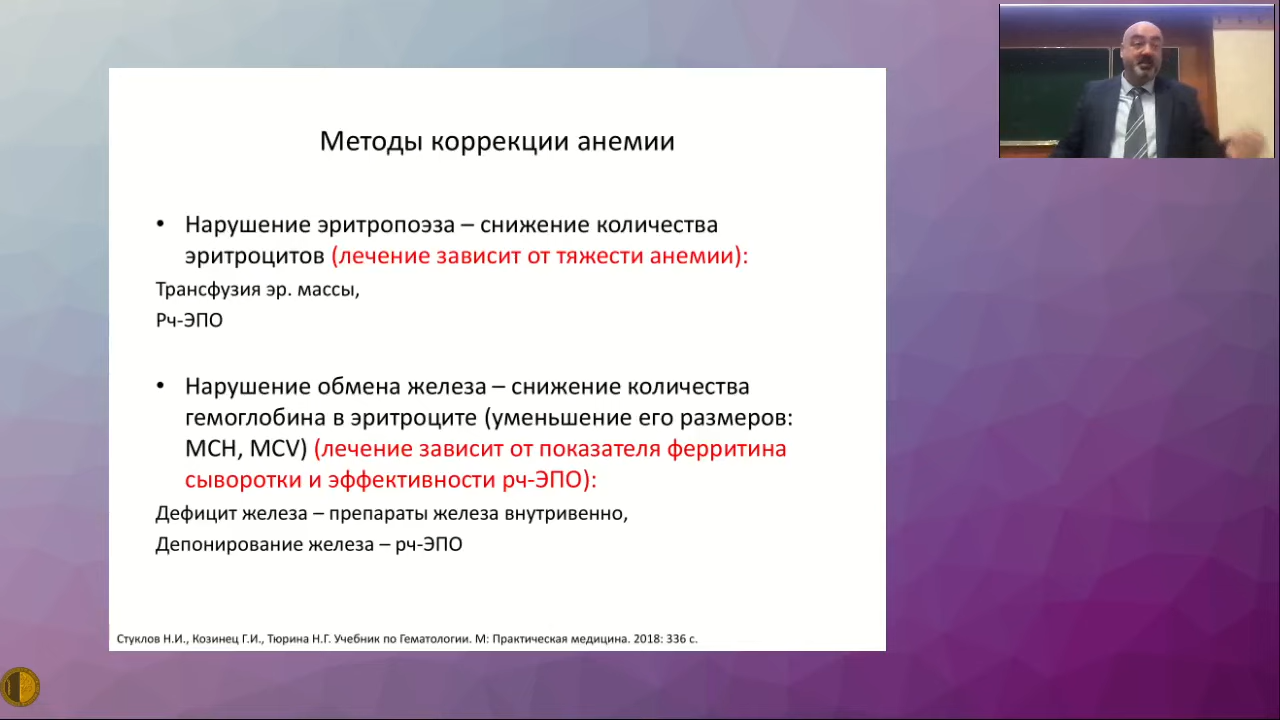 Методы коррекции анемии
• Нарушение эритропоэза – снижение количества
эритроцитов (лечение зависит от тяжести анемии):
Трансфузия эр. массы,
Рч-ЭПО
• Нарушение обмена железа – снижение количества
гемоглобина в эритроците (уменьшение его размеров:
МСН, MCV) (лечение зависит от показателя ферритина
сыворотки и эффективности рч-ЭПО):
Дефицит железа – препараты железа внутривенно,
Депонирование железа – рч-ЭПО
Стуклов Н.И., Козинец Г.И., Тюрина Н.Г. Учебник по Гематологии. М: Практическая медицина. 2018: 336 с.